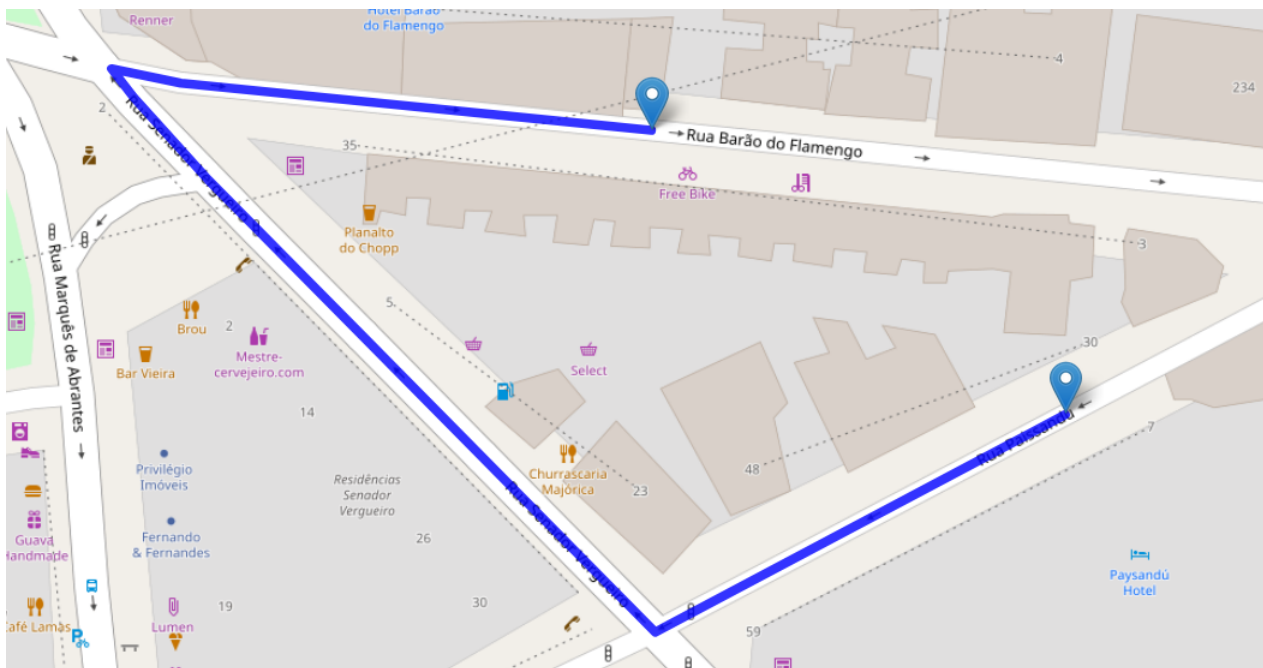 Renner
Hotel Barão
do Flamengo
4
234
2
Rua Senador Vergueiro
35
Rua Barão do Flamengo
Free Bike
Planalto
do Chopp
3
Rua Marquês de Abrantes
5
Brou
2
Mestre-
cervejeiro.com
Bar Vieira
Select
30
14
Rua Paissandu
7
Privilégio
Imóveis
Residências
Senador
Vergueiro
Churrascaria
Majórica
48
23
Rua Senador Vergueiro
Guava
Handmade
Fernando
& Fernandes
26
Paysandú
Hotel
19
30
Café Lamas
P
Lumen
59